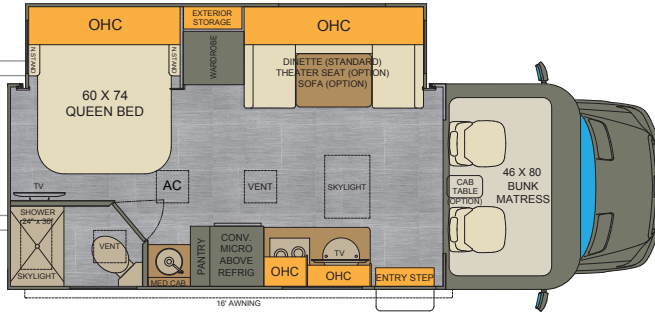 OHC
EXTERIOR
STORAGE
OHC
N STAND
N STAND
WARDROBE
DINETTE (STANDARD)
THEATER SEAT (OPTION)
SOFA (OPTION)
60 X 74
QUEEN BED
TV
AC
VENT
SKYLIGHT
CAB
TABLE
(OPTION)
46 X 80
BUNK
MATRESS
SHOWER
24" x 36"
SKYLIGHT
VENT
MED.CAB
PANTRY
CONV.
MICRO
ABOVE
REFRIG
OHC
TV
OHC
ENTRY STEP
16' AWNING